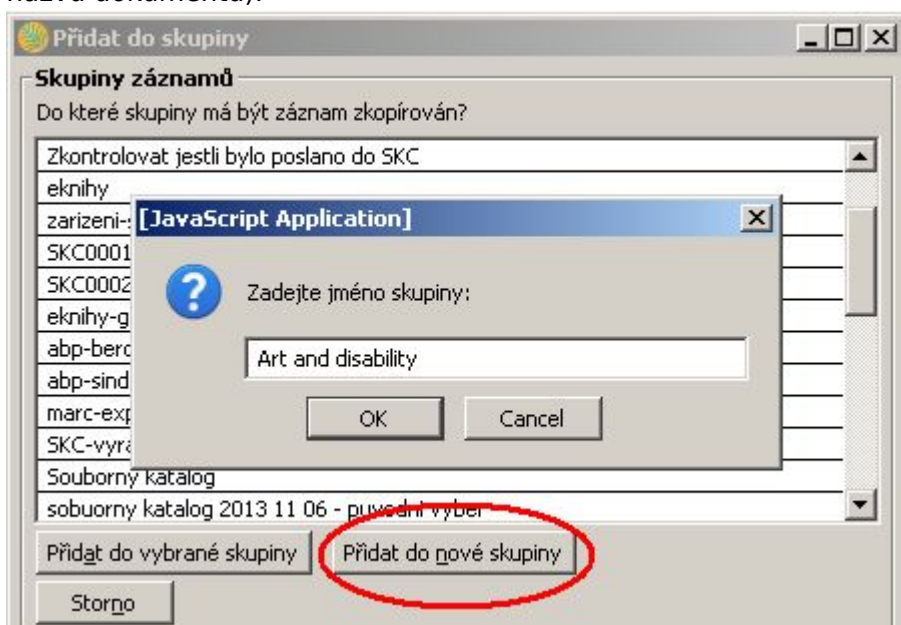 Přidat do skupiny
Skupiny záznamů
Do které skupiny má být záznam zkopírován?
Zkontrolovat jestli bylo poslano do SKC
eknihy
zarizeni-
[JavaScript Application]
SKC0001
SKC0002
Zadejte jméno skupiny:
eknihy-g
abp-berc
Art and disability
abp-sind
marc-exp
OK Cancel
SKC-vyra
Souborny katalog
sobuorny katalog 2013 11 06 - puvodni vyber
Přidat do vybrané skupiny Přidat do nové skupiny
Storno